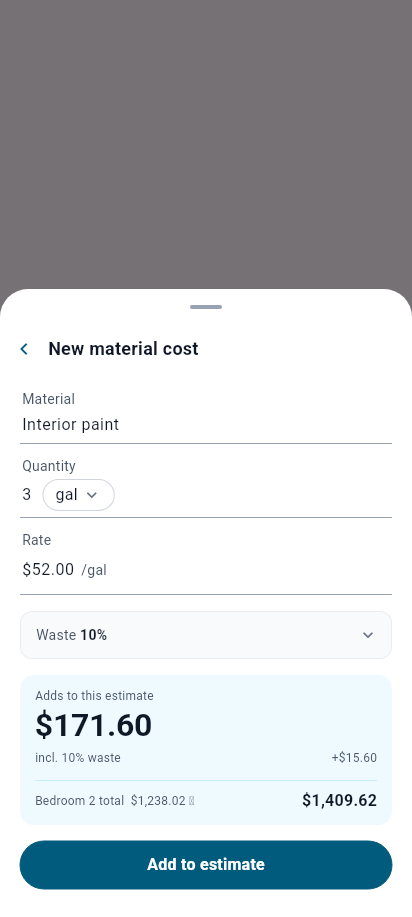 New material cost
Material
Interior paint
Quantity
3 gal
Rate
$52.00 /gal
Waste 10%
Adds to this estimate
$171.60
incl. 10% waste +$15.60
Bedroom 2 total $1,238.02 $1,409.62
Add to estimate